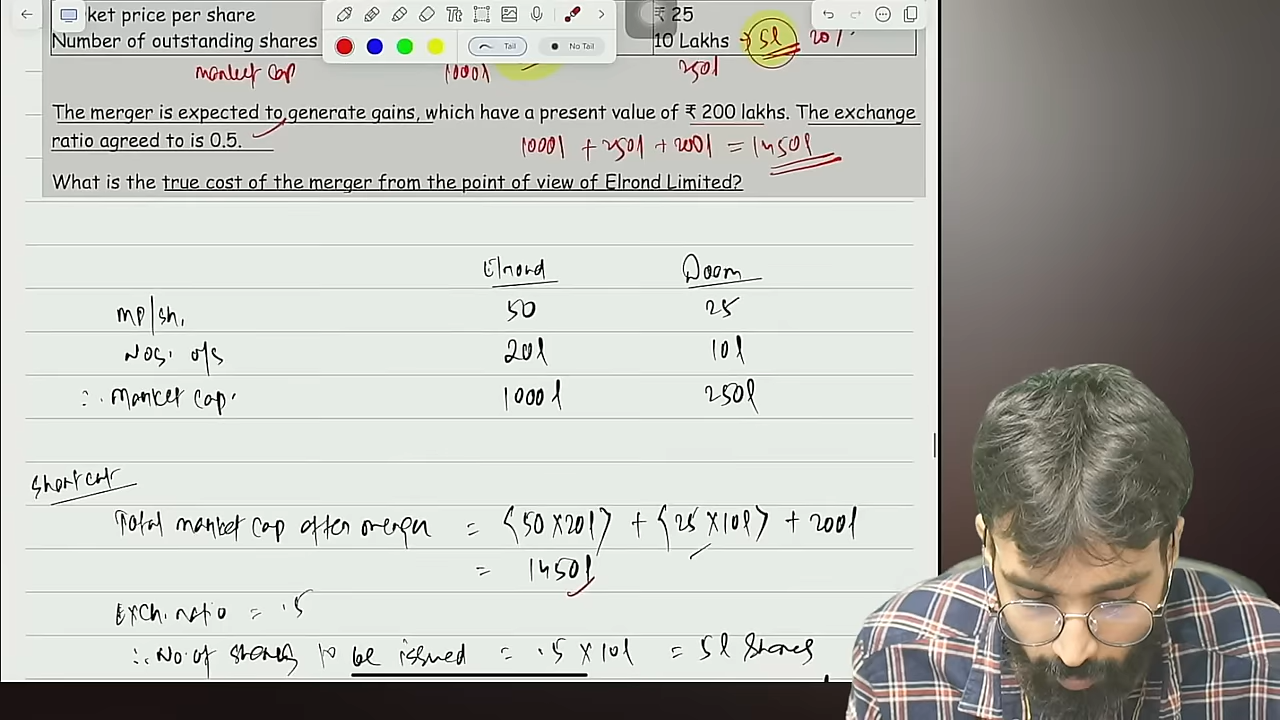 ket price per share ₹ 25
Tail No Tail
Number of outstanding shares 10 Lakhs → 5l 20%
market cap 1000l 250l
The merger is expected to generate gains, which have a present value of ₹ 200 lakhs. The exchange
ratio agreed to is 0.5.
1000l + 250l + 200l = 1450l
What is the true cost of the merger from the point of view of Elrond Limited?
Elrond Doom
mp/sh. 50 25
Nos. o/s 20l 10l
∴ market cap. 1000l 250l
Shortcut
Total market cap after merger = {50 × 20l} + {25 × 10l} + 200l
= 1450l
Exch. ratio = .5
∴ No. of shares to be issued = .5 × 10l = 5l shares